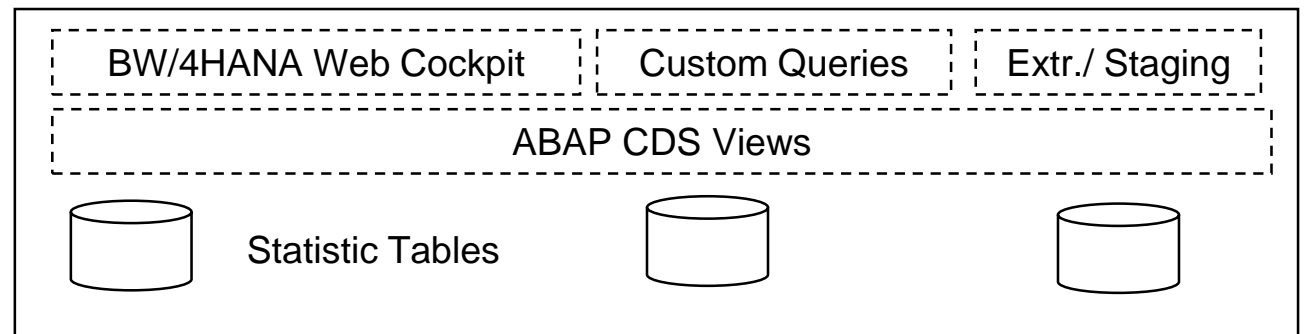 BW/4HANA Web Cockpit
Custom Queries
Extr./ Staging
ABAP CDS Views
Statistic Tables